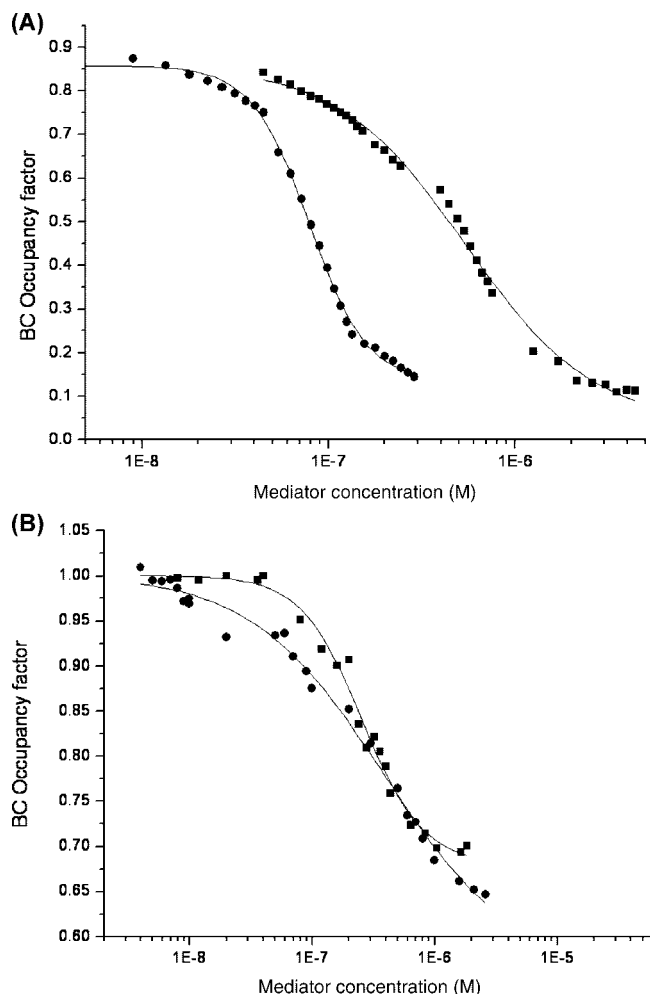 (A)
BC Occupancy factor
0.9
0.8
0.7
0.6
0.5
0.4
0.3
0.2
0.1
0.0
1E-8
1E-7
1E-6
Mediator concentration (M)
(B)
BC Occupancy factor
1.05
1.00
0.95
0.90
0.85
0.80
0.75
0.70
0.65
0.60
1E-8
1E-7
1E-6
1E-5
Mediator concentration (M)